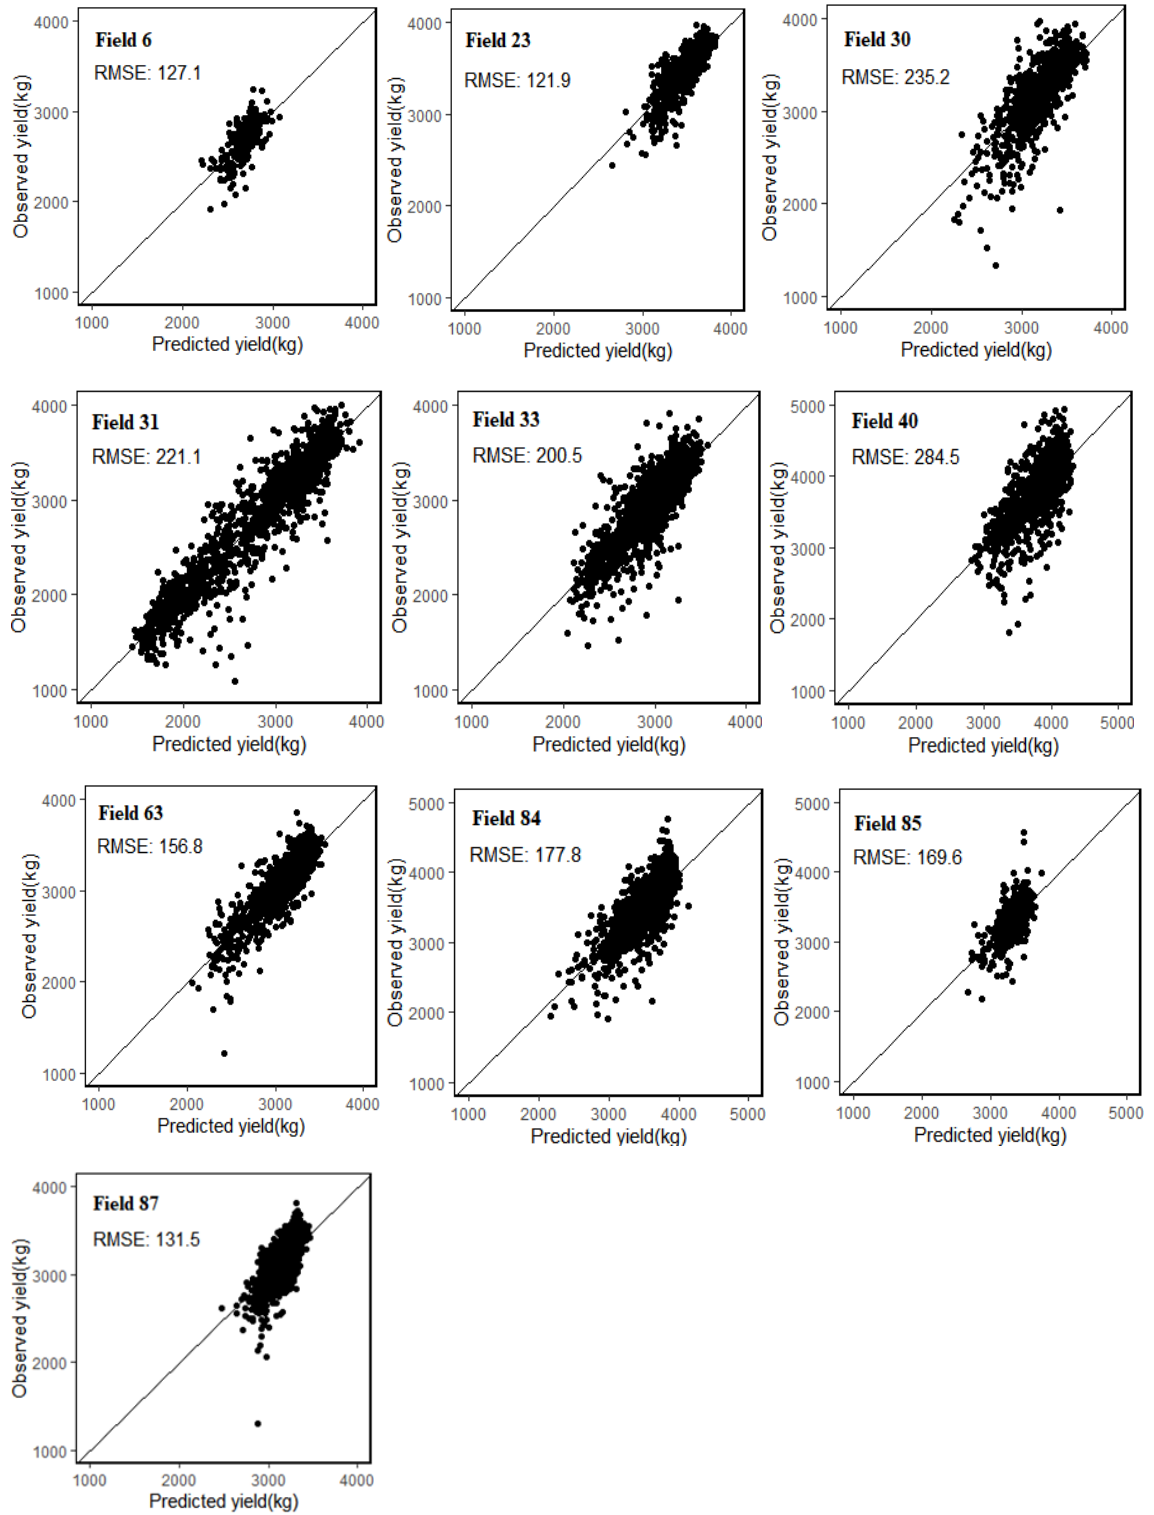 Field 6
RMSE: 127.1
Observed yield(kg)
4000
3000
2000
1000
1000 2000 3000 4000
Predicted yield(kg)
Field 23
RMSE: 121.9
Observed yield(kg)
4000
3000
2000
1000
1000 2000 3000 4000
Predicted yield(kg)
Field 30
RMSE: 235.2
Observed yield(kg)
4000
3000
2000
1000
1000 2000 3000 4000
Predicted yield(kg)
Field 31
RMSE: 221.1
Observed yield(kg)
4000
3000
2000
1000
1000 2000 3000 4000
Predicted yield(kg)
Field 33
RMSE: 200.5
Observed yield(kg)
4000
3000
2000
1000
1000 2000 3000 4000
Predicted yield(kg)
Field 40
RMSE: 284.5
Observed yield(kg)
5000
4000
3000
2000
1000
1000 2000 3000 4000 5000
Predicted yield(kg)
Field 63
RMSE: 156.8
Observed yield(kg)
4000
3000
2000
1000
1000 2000 3000 4000
Predicted yield(kg)
Field 84
RMSE: 177.8
Observed yield(kg)
5000
4000
3000
2000
1000
1000 2000 3000 4000 5000
Predicted yield(kg)
Field 85
RMSE: 169.6
Observed yield(kg)
5000
4000
3000
2000
1000
1000 2000 3000 4000 5000
Predicted yield(kg)
Field 87
RMSE: 131.5
Observed yield(kg)
4000
3000
2000
1000
1000 2000 3000 4000
Predicted yield(kg)